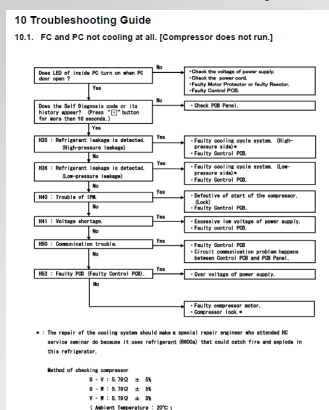 10 Troubleshooting Guide
10.1. FC and PC not cooling at all. [Compressor does not run.]
Does LED of inside PC turn on when PC
door open ?
No
・Check the voltage of power supply.
・Check the power cord.
・Faulty Motor Protector or faulty Reactor.
・Faulty Control PCB.
Yes
Does the Self Diagnosis code or its
history appear? (Press "[+]" button
for more than 10 seconds.)
No
・Check PCB Panel.
Yes
H35 : Refrigerant leakage is detected.
(High-pressure leakage)
Yes
・Faulty cooling cycle system. (High-
pressure side)*
・Faulty Control PCB.
No
H36 : Refrigerant leakage is detected.
(Low-pressure leakage)
Yes
・Faulty cooling cycle system. (Low-
pressure side)*
・Faulty Control PCB.
No
H40 : Trouble of IPM.
Yes
・Defective of start of the compressor.
(Lock)
・Faulty Control PCB.
No
H41 : Voltage shortage.
Yes
・Excessive low voltage of power supply.
・Faulty control PCB.
No
H50 : Communication trouble.
Yes
・Faulty Control PCB
・Circuit communication problem happens
between Control PCB and PCB Panel.
No
H52 : Faulty PCB (Faulty Control PCB).
Yes
・Over voltage of power supply.
No
・Faulty compressor motor.
・Compressor lock.*
* : The repair of the cooling system should make a special repair engineer who attended HC
service seminar do because it uses refrigerant (R600a) that could catch fire and explode in
this refrigerator.
Method of checking compressor
U - V : 5.79Ω ± 5%
U - W : 5.79Ω ± 5%
V - W : 5.79Ω ± 5%
( Ambient Temperature : 20℃ )